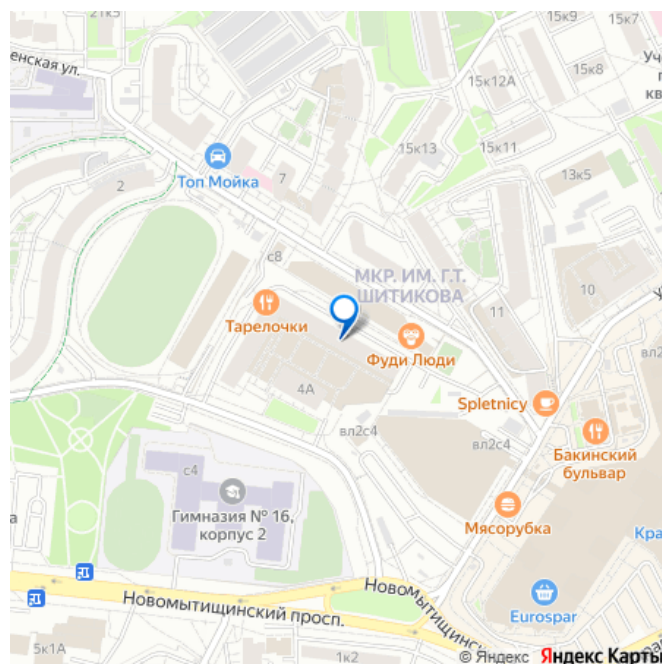 21к5
15к9
15к7
15к8
15к12А
енская ул.
15к13
15к11
13к5
Топ Мойка
7
2
с8
МКР. ИМ. Г.Т.
ШИТИКОВА
10
11
Тарелочки
Фуди Люди
4А
Spletnicy
вл2с4
вл2с4
Бакинский
бульвар
с4
Гимназия № 16,
корпус 2
Мясорубка
Кра
Новомытищинский просп.
Новомытищинск
Eurospar
5к1А
1к2
© Яндекс Яндекс Карты